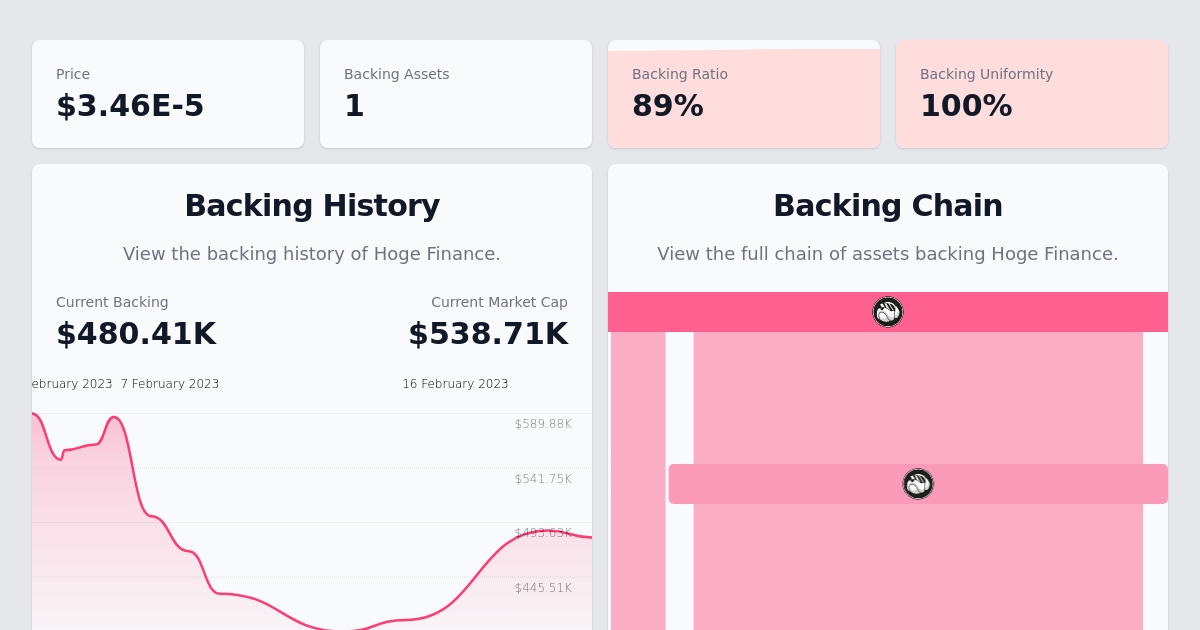 Price
$3.46E-5
Backing Assets
1
Backing Ratio
89%
Backing Uniformity
100%
Backing History
View the backing history of Hoge Finance.
Current Backing
$480.41K
Current Market Cap
$538.71K
ebruary 2023
7 February 2023
16 February 2023
$589.88K
$541.75K
$493.63K
$445.51K
Backing Chain
View the full chain of assets backing Hoge Finance.